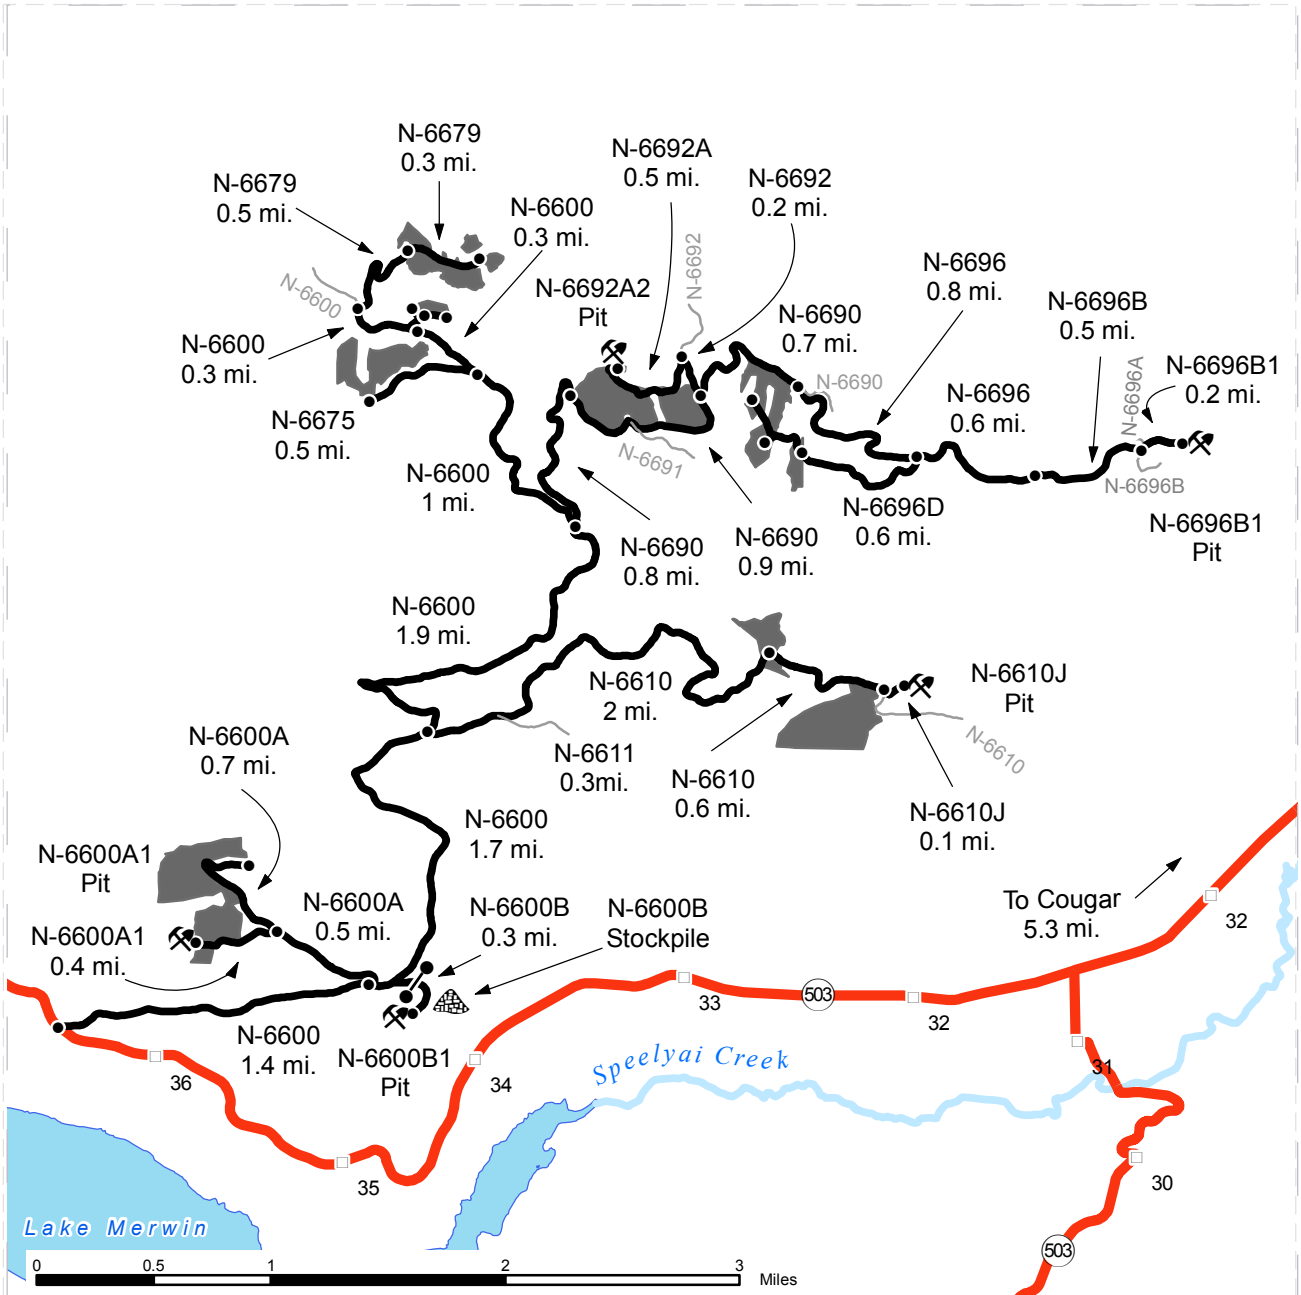 N-6679
0.3 mi.
N-6692A
0.5 mi.
N-6692
0.2 mi.
N-6679
0.5 mi.
N-6600
0.3 mi.
N-6692
N-6696
0.8 mi.
N-6600
N-6692A2
Pit
N-6690
0.7 mi.
N-6696B
0.5 mi.
N-6600
0.3 mi.
N-6696A
N-6696B1
0.2 mi.
N-6690
N-6696
0.6 mi.
N-6675
0.5 mi.
N-6691
N-6600
1 mi.
N-6696B
N-6696D
0.6 mi.
N-6696B1
Pit
N-6690
0.8 mi.
N-6690
0.9 mi.
N-6600
1.9 mi.
N-6610
2 mi.
N-6610J
Pit
N-6600A
0.7 mi.
N-6611
0.3mi.
N-6610
N-6610
0.6 mi.
N-6610J
0.1 mi.
N-6600
1.7 mi.
N-6600A1
Pit
N-6600A
0.5 mi.
N-6600B
0.3 mi.
N-6600B
Stockpile
To Cougar
5.3 mi.
32
N-6600A1
0.4 mi.
503
33
32
N-6600
1.4 mi.
N-6600B1
Pit
Speelyai Creek
36
34
31
35
30
Lake Merwin
503
0 0.5 1 2 3 Miles